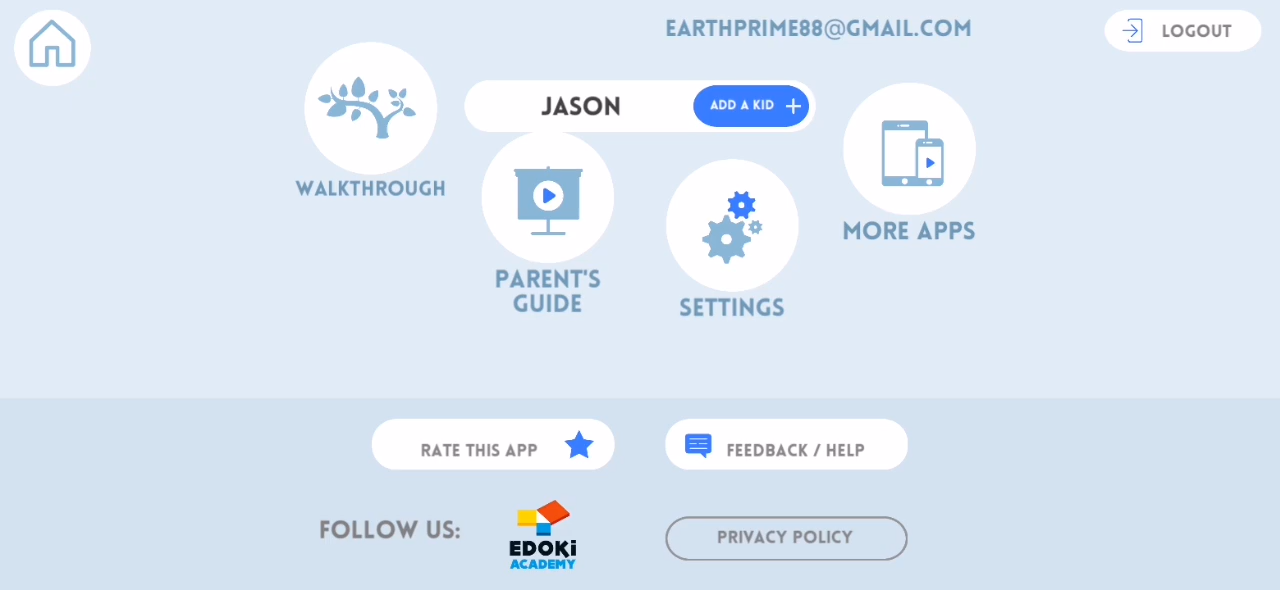 EARTHPRIME88@GMAIL.COM
LOGOUT
JASON
ADD A KID
WALKTHROUGH
PARENT'S
GUIDE
SETTINGS
MORE APPS
RATE THIS APP
FEEDBACK / HELP
FOLLOW US:
EDOKi
ACADEMY
PRIVACY POLICY